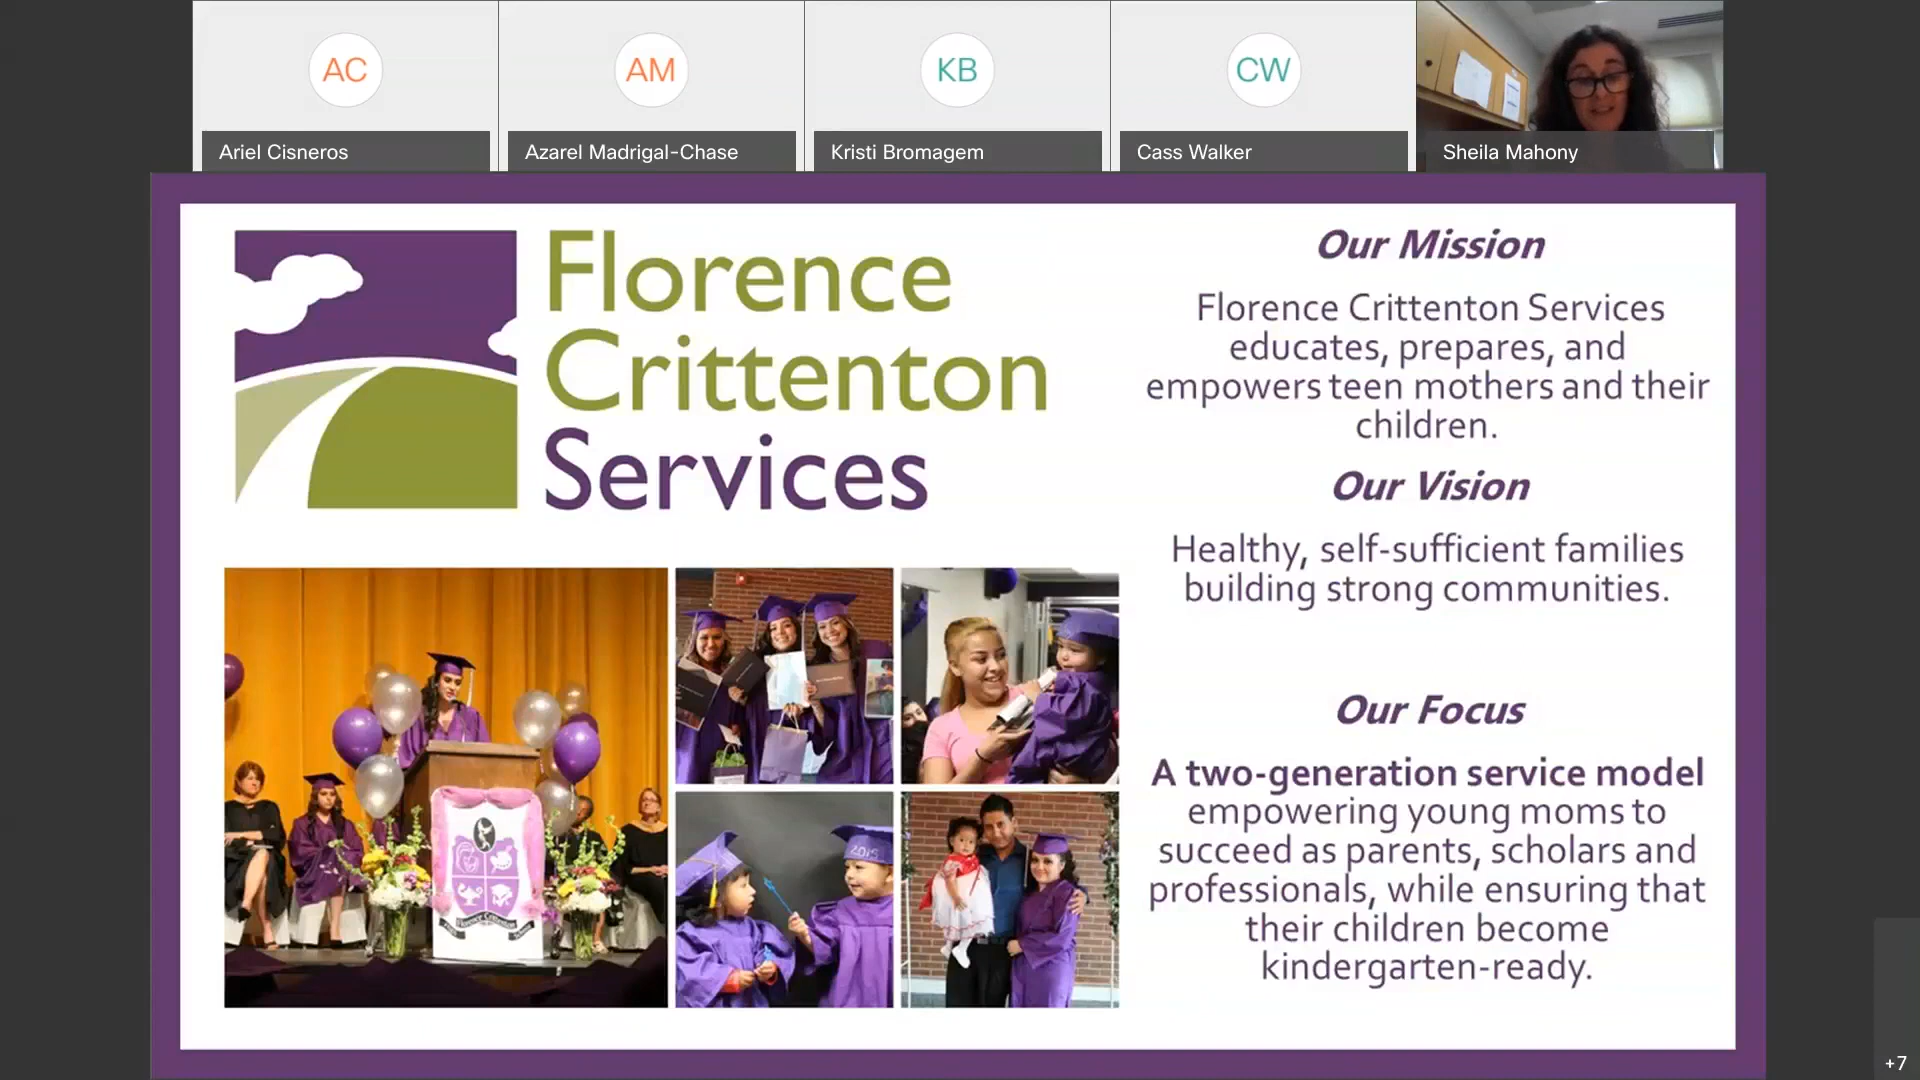 AC
AM
KB
CW
Ariel Cisneros
Azarel Madrigal-Chase
Kristi Bromagem
Cass Walker
Sheila Mahony
Florence
Crittenton
Services
Our Mission
Florence Crittenton Services
educates, prepares, and
empowers teen mothers and their
children.
Our Vision
Healthy, self-sufficient families
building strong communities.
Our Focus
A two-generation service model
empowering young moms to
succeed as parents, scholars and
professionals, while ensuring that
their children become
kindergarten-ready.
2015
Florence Crittenton
+7